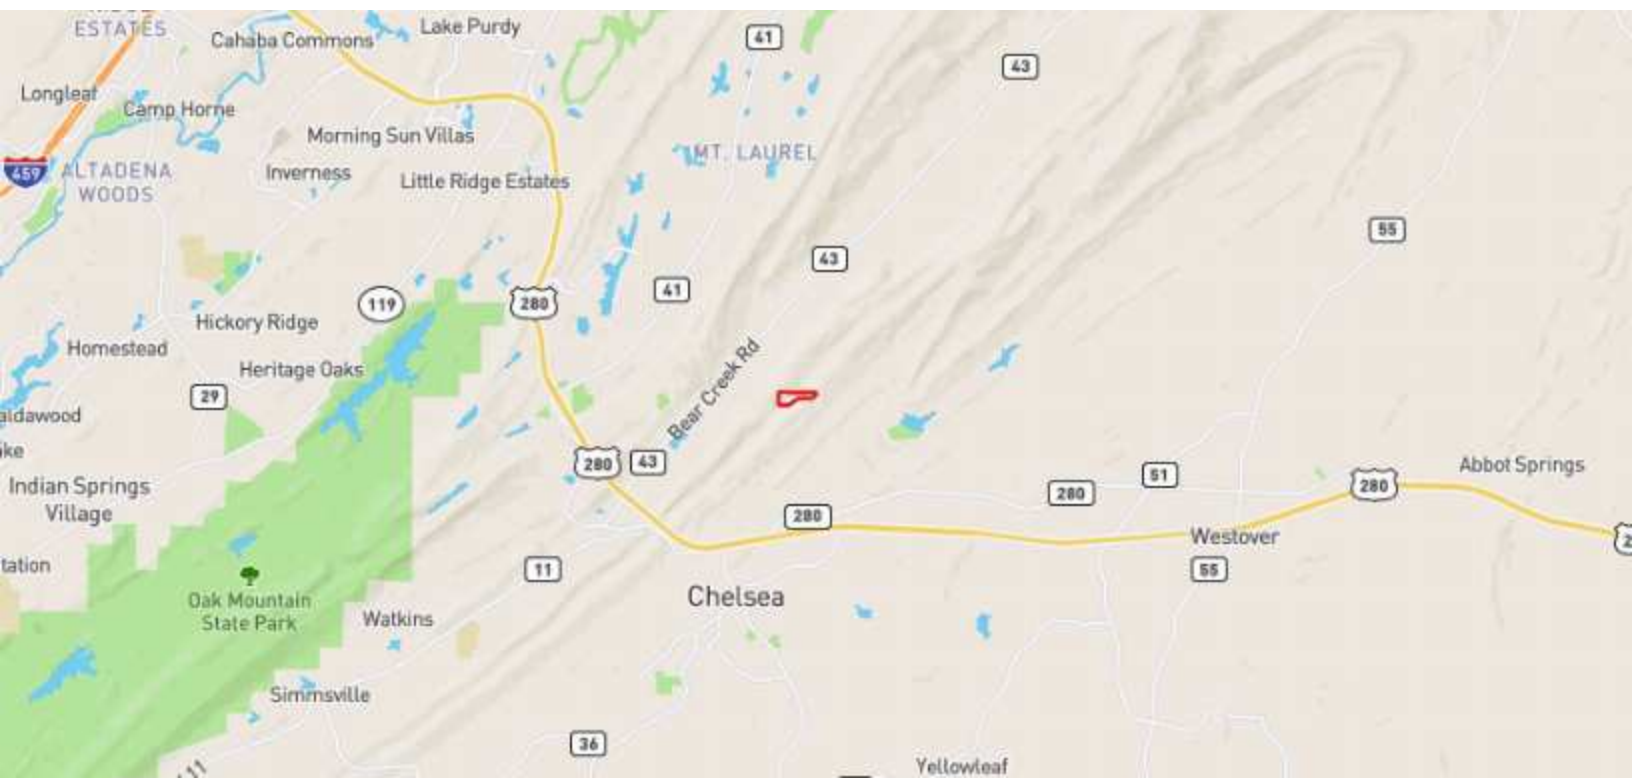 ESTATES
Cahaba Commons
Lake Purdy
41
43
Longleaf
Camp Horne
Morning Sun Villas
MT. LAUREL
459
ALTADENA
WOODS
Inverness
Little Ridge Estates
55
43
41
119
280
Hickory Ridge
Homestead
Heritage Oaks
29
Bear Creek Rd
aldawood
ke
280
43
Indian Springs
Village
280
280
51
280
Abbot Springs
Westover
2
tation
11
55
Oak Mountain
State Park
Chelsea
Watkins
Simmsville
36
Yellowleaf
11